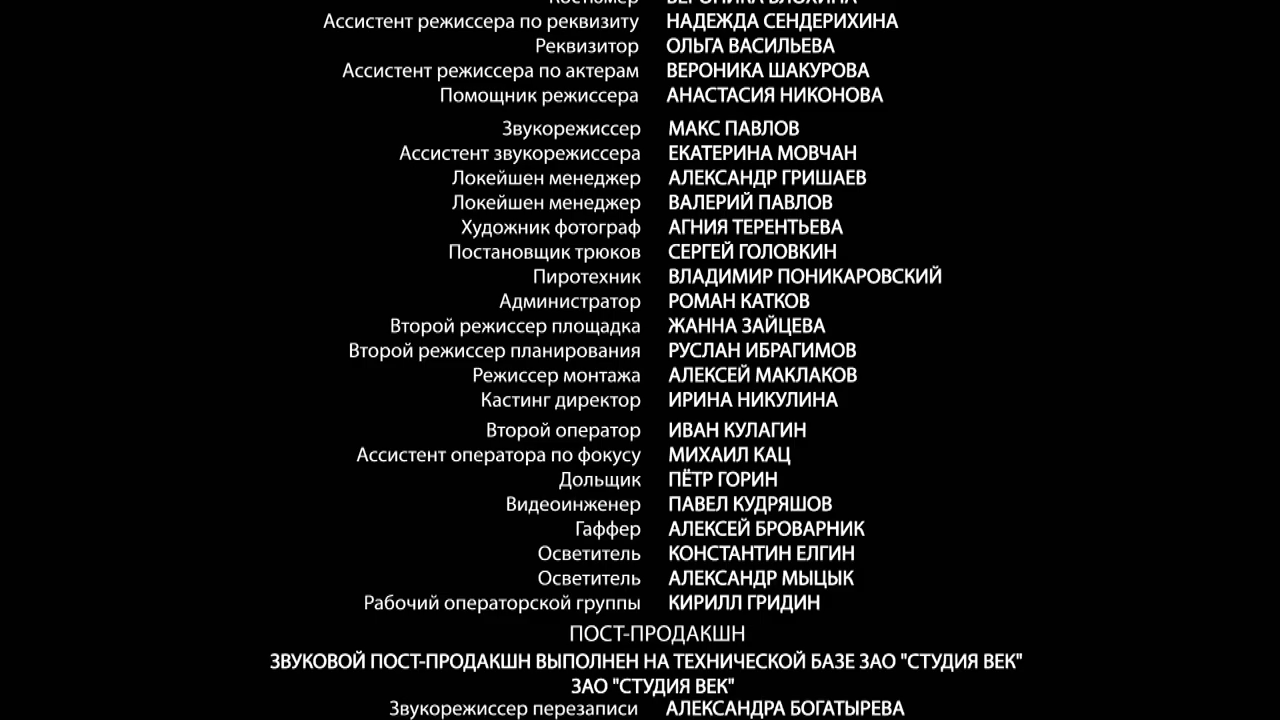 Костюмер ВЕРОНИКА БЛОХИНА
Ассистент режиссера по реквизиту НАДЕЖДА СЕНДЕРИХИНА
Реквизитор ОЛЬГА ВАСИЛЬЕВА
Ассистент режиссера по актерам ВЕРОНИКА ШАКУРОВА
Помощник режиссера АНАСТАСИЯ НИКОНОВА
Звукорежиссер МАКС ПАВЛОВ
Ассистент звукорежиссера ЕКАТЕРИНА МОВЧАН
Локейшен менеджер АЛЕКСАНДР ГРИШАЕВ
Локейшен менеджер ВАЛЕРИЙ ПАВЛОВ
Художник фотограф АГНИЯ ТЕРЕНТЬЕВА
Постановщик трюков СЕРГЕЙ ГОЛОВКИН
Пиротехник ВЛАДИМИР ПОНИКАРОВСКИЙ
Администратор РОМАН КАТКОВ
Второй режиссер площадка ЖАННА ЗАЙЦЕВА
Второй режиссер планирования РУСЛАН ИБРАГИМОВ
Режиссер монтажа АЛЕКСЕЙ МАКЛАКОВ
Кастинг директор ИРИНА НИКУЛИНА
Второй оператор ИВАН КУЛАГИН
Ассистент оператора по фокусу МИХАИЛ КАЦ
Дольщик ПЁТР ГОРИН
Видеоинженер ПАВЕЛ КУДРЯШОВ
Гаффер АЛЕКСЕЙ БРОВАРНИК
Осветитель КОНСТАНТИН ЕЛГИН
Осветитель АЛЕКСАНДР МЫЦЫК
Рабочий операторской группы КИРИЛЛ ГРИДИН
ПОСТ-ПРОДАКШН
ЗВУКОВОЙ ПОСТ-ПРОДАКШН ВЫПОЛНЕН НА ТЕХНИЧЕСКОЙ БАЗЕ ЗАО "СТУДИЯ ВЕК"
ЗАО "СТУДИЯ ВЕК"
Звукорежиссер перезаписи АЛЕКСАНДРА БОГАТЫРЕВА